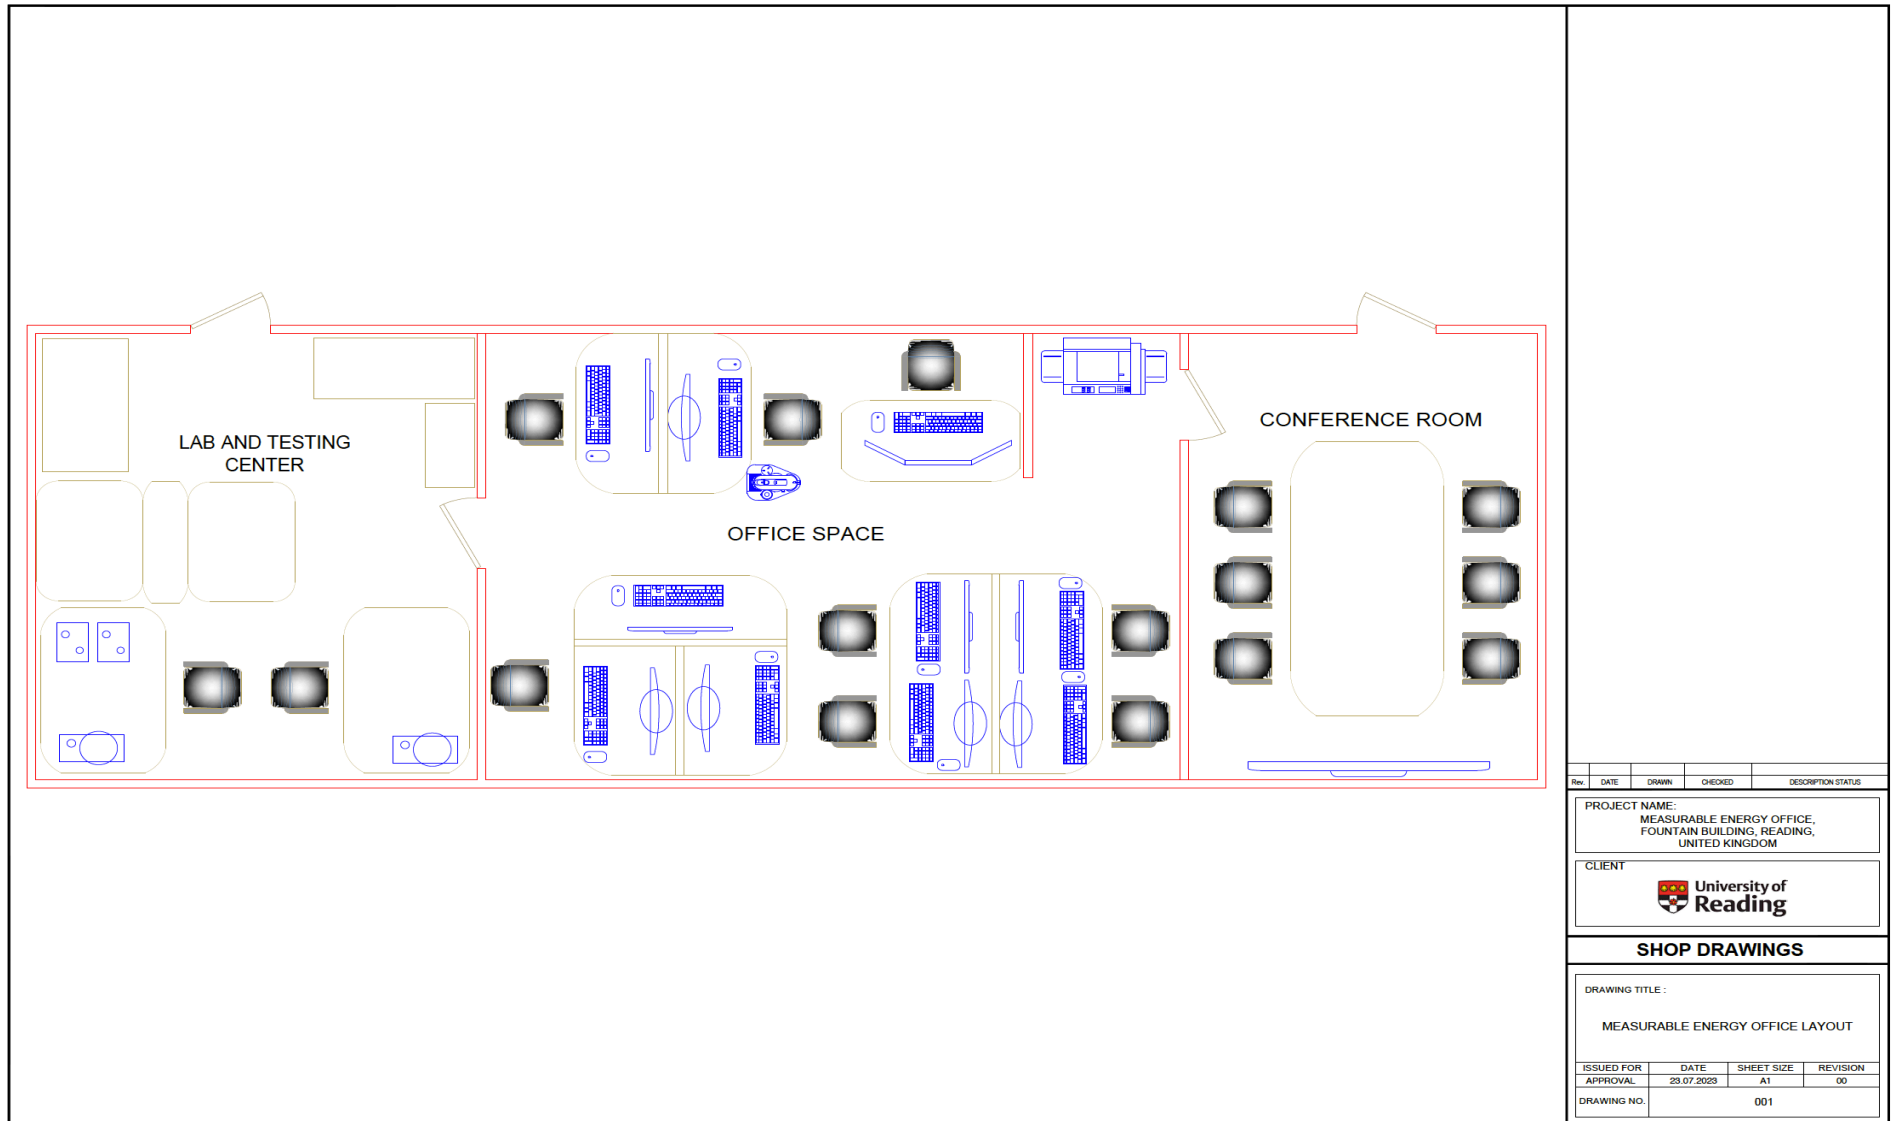 LAB AND TESTING
CENTER
OFFICE SPACE
CONFERENCE ROOM
Rev. DATE DRAWN CHECKED DESCRIPTION STATUS
PROJECT NAME:
MEASURABLE ENERGY OFFICE,
FOUNTAIN BUILDING, READING,
UNITED KINGDOM
CLIENT
University of
Reading
SHOP DRAWINGS
DRAWING TITLE :
MEASURABLE ENERGY OFFICE LAYOUT
ISSUED FOR DATE SHEET SIZE REVISION
APPROVAL 23.07.2023 A1 00
DRAWING NO. 001